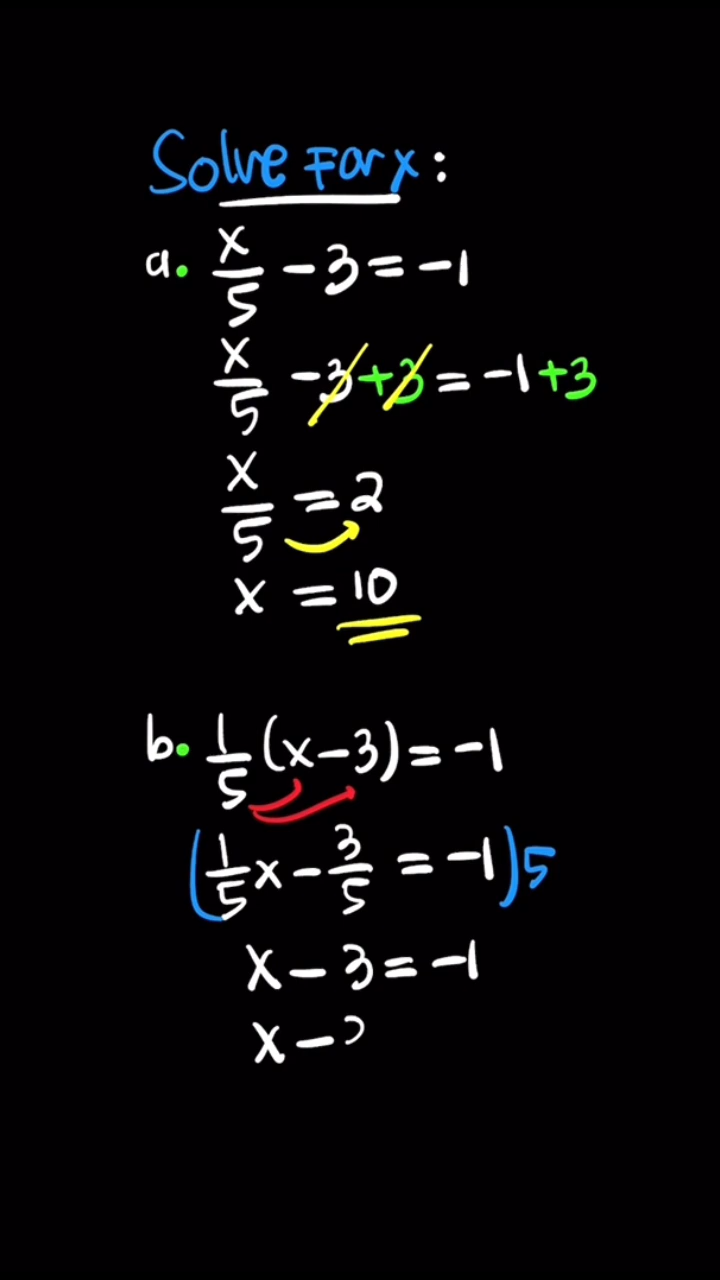 Solve For x:
a. x/5 - 3 = -1
x/5 - 3 + 3 = -1 + 3
x/5 = 2
x = 10
b. 1/5 (x - 3) = -1
(1/5 x - 3/5 = -1) 5
x - 3 = -1
x -